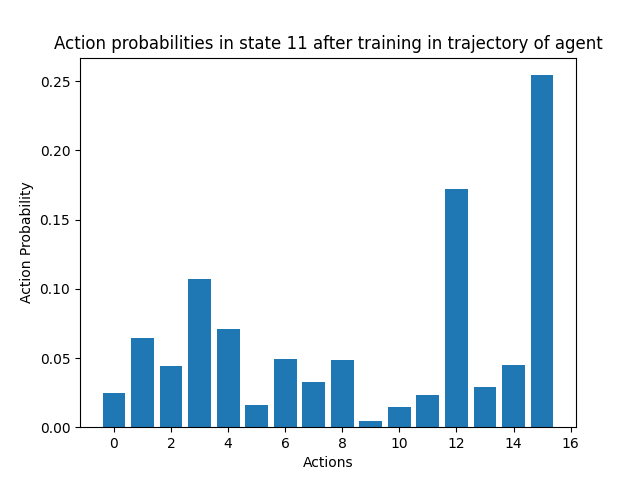 Action probabilities in state 11 after training in trajectory of agent
0.25
0.20
0.15
0.10
0.05
0.00
Action Probability
0 2 4 6 8 10 12 14 16
Actions